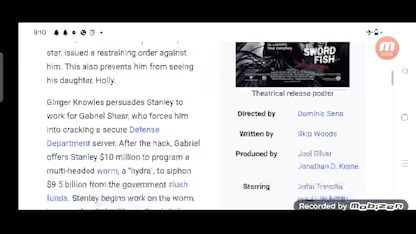 9:10
star, issued a restraining order against
him. This also prevents him from seeing
his daughter, Holly.
Ginger Knowles persuades Stanley to
work for Gabriel Shear, who forces him
into cracking a secure Defense
Department server. After the hack, Gabriel
offers Stanley $10 million to program a
multi-headed worm, a "hydra", to siphon
$9.5 billion from the government slush
funds. Stanley begins work on the worm
SWORD
FISH
Theatrical release poster
Directed by Dominic Sena
Written by Skip Woods
Produced by Joel Silver
Jonathan D. Krane
Starring John Travolta
Recorded by Mobizen